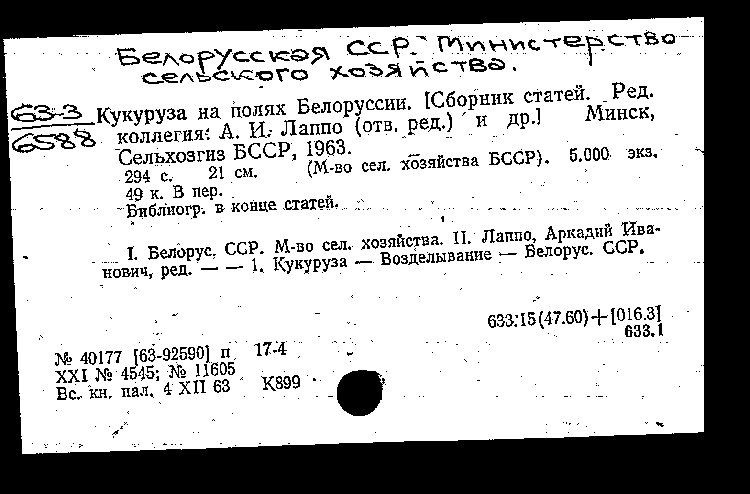 Белорусская ССР. Министерство
сельского хозяйства.
63-3
6588
Кукуруза на полях Белоруссии. [Сборник статей. Ред.
коллегия: А. И. Лаппо (отв. ред.) и др.] Минск,
Сельхозгиз БССР, 1963.
294 с. 21 см. (М-во сел. хозяйства БССР). 5.000 экз.
49 к. В пер.
Библиогр. в конце статей.
I. Белорус. ССР. М-во сел. хозяйства. II. Лаппо, Аркадий Ива-
нович, ред. — — 1. Кукуруза — Возделывание — Белорус. ССР.
633.15(47.60)+[016.3]
633.1
№ 40177 [63-92590] п 17-4
XXI № 4545; № 11605
Вс. кн. пал. 4 XII 63 К899